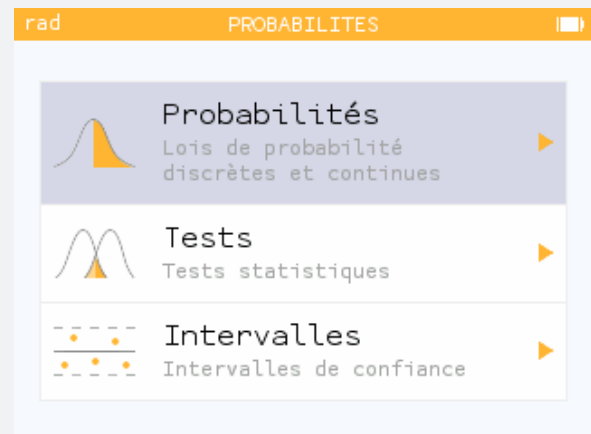 rad PROBABILITES
Probabilités
Lois de probabilité
discrètes et continues
Tests
Tests statistiques
Intervalles
Intervalles de confiance